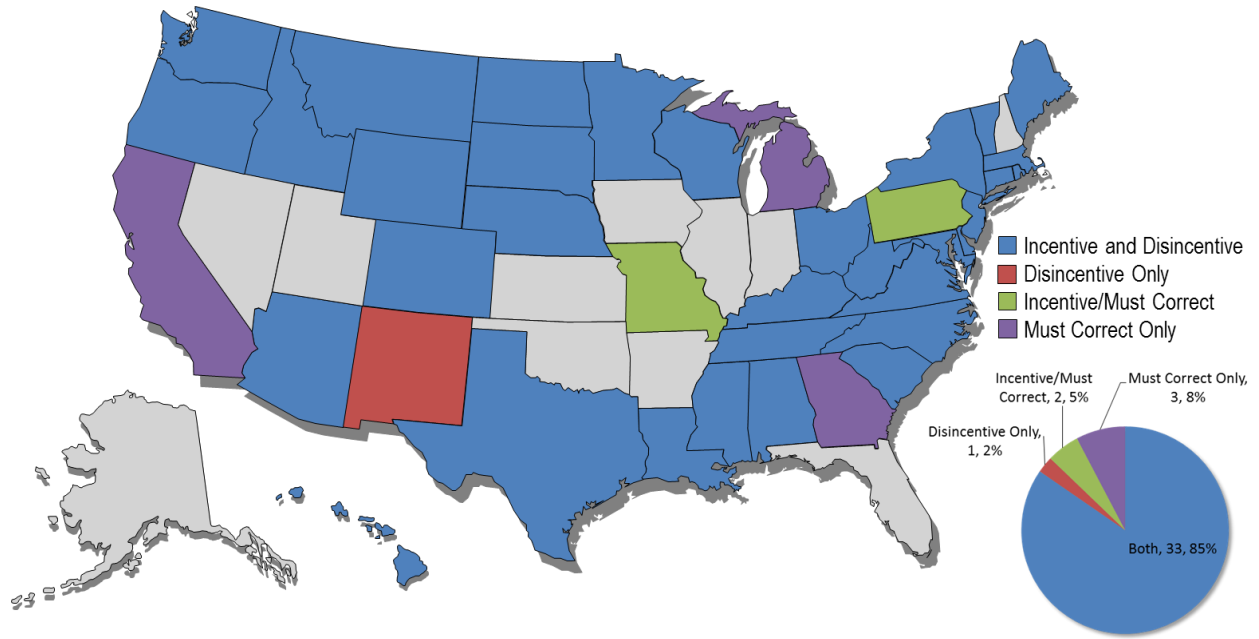 Incentive and Disincentive
Disincentive Only
Incentive/Must Correct
Must Correct Only
Incentive/Must
Correct, 2, 5%
Must Correct Only,
3, 8%
Disincentive Only,
1, 2%
Both, 33, 85%